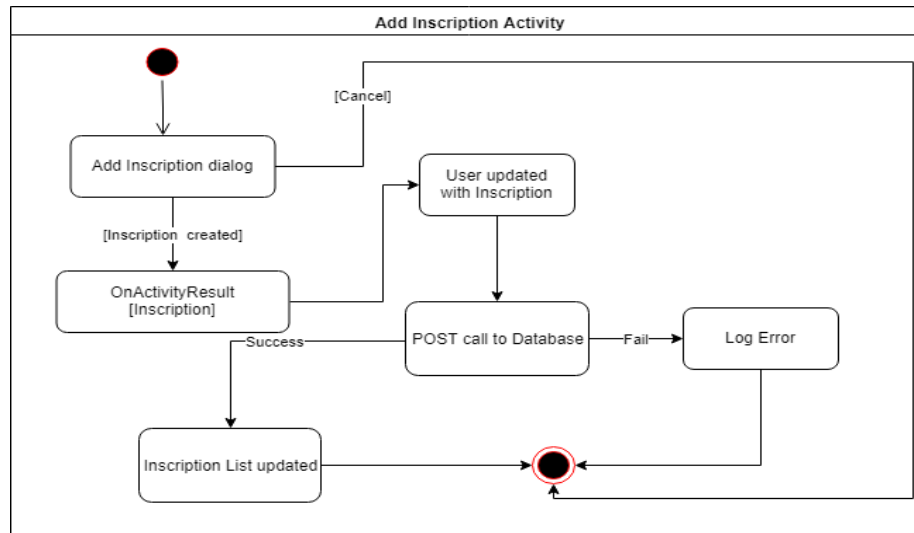 Add Inscription Activity
[Cancel]
Add Inscription dialog
User updated
with Inscription
[Inscription created]
OnActivityResult
[Inscription]
POST call to Database
Fail
Log Error
Success
Inscription List updated